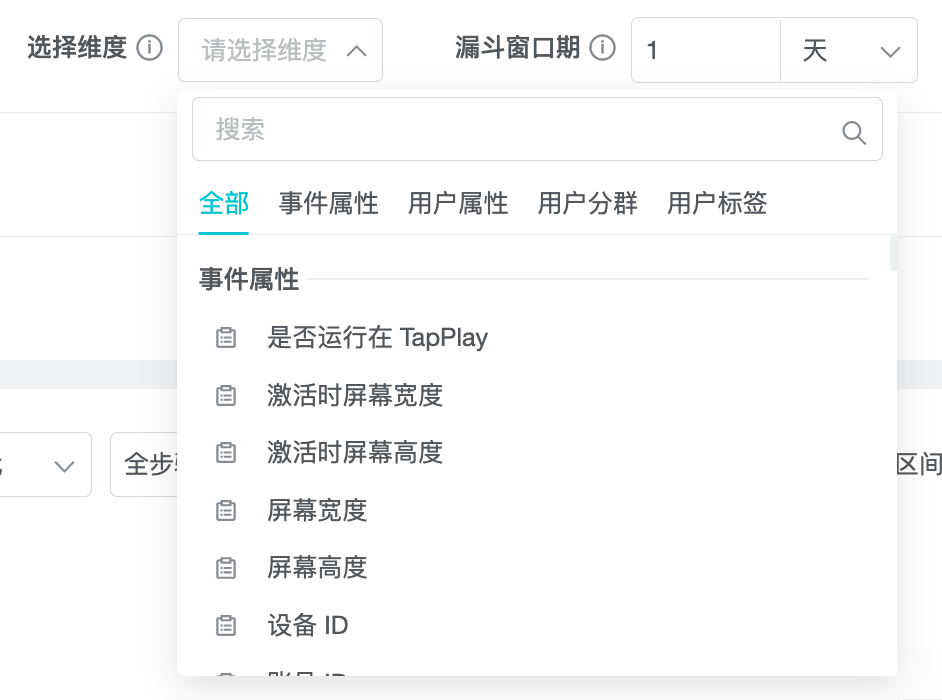 选择维度 请选择维度 漏斗窗口期 1 天
搜索
全部 事件属性 用户属性 用户分群 用户标签
事件属性
是否运行在 TapPlay
激活时屏幕宽度
激活时屏幕高度
全步 区间
屏幕宽度
屏幕高度
设备 ID